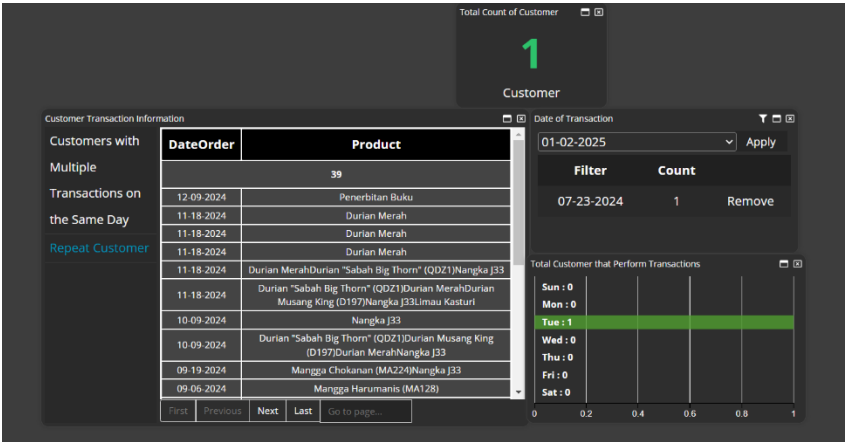 Total Count of Customer
1
Customer
Customer Transaction Information
Customers with
Multiple
Transactions on
the Same Day
Repeat Customer
DateOrder Product
39
12-09-2024 Penerbitan Buku
11-18-2024 Durian Merah
11-18-2024 Durian Merah
11-18-2024 Durian Merah
11-18-2024 Durian MerahDurian "Sabah Big Thorn" (QDZ1)Nangka J33
11-18-2024 Durian "Sabah Big Thorn" (QDZ1)Durian MerahDurian
Musang King (D197)Nangka J33Limau Kasturi
10-09-2024 Nangka J33
10-09-2024 Durian "Sabah Big Thorn" (QDZ1)Durian Musang King
(D197)Durian MerahNangka J33
09-19-2024 Mangga Chokanan (MA224)Nangka J33
09-06-2024 Mangga Harumanis (MA128)
First Previous Next Last Go to page...
Date of Transaction
01-02-2025 Apply
Filter Count
07-23-2024 1 Remove
Total Customer that Perform Transactions
Sun : 0
Mon : 0
Tue : 1
Wed : 0
Thu : 0
Fri : 0
Sat : 0
0 0.2 0.4 0.6 0.8 1